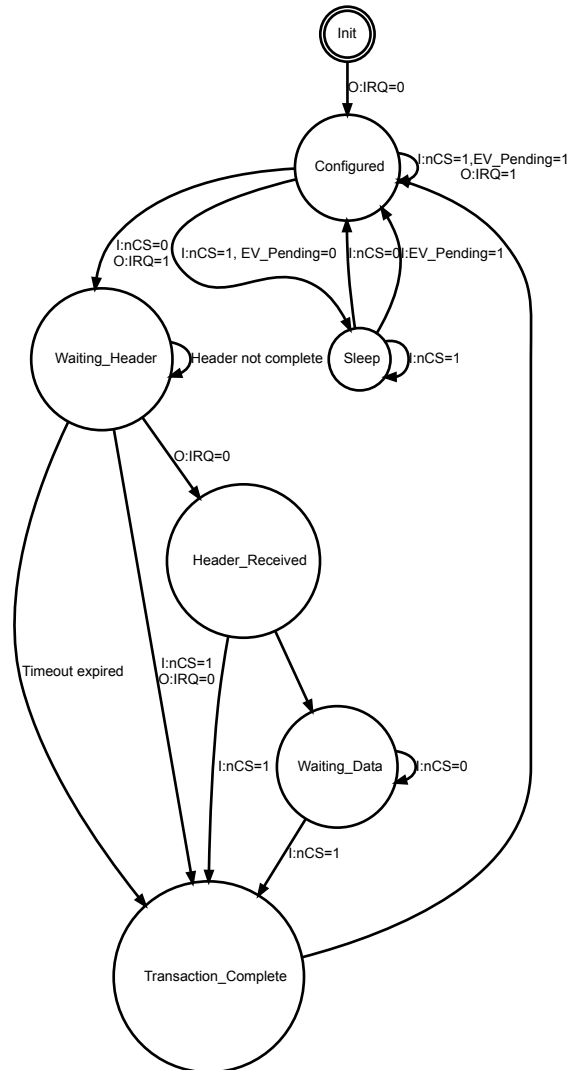 Init
O:IRQ=0
Configured
I:nCS=1,EV_Pending=1
O:IRQ=1
I:nCS=0
O:IRQ=1
I:nCS=1, EV_Pending=0
I:nCS=0
I:EV_Pending=1
Waiting_Header
Header not complete
Sleep
I:nCS=1
O:IRQ=0
Header_Received
Timeout expired
I:nCS=1
O:IRQ=0
I:nCS=1
Waiting_Data
I:nCS=0
I:nCS=1
Transaction_Complete